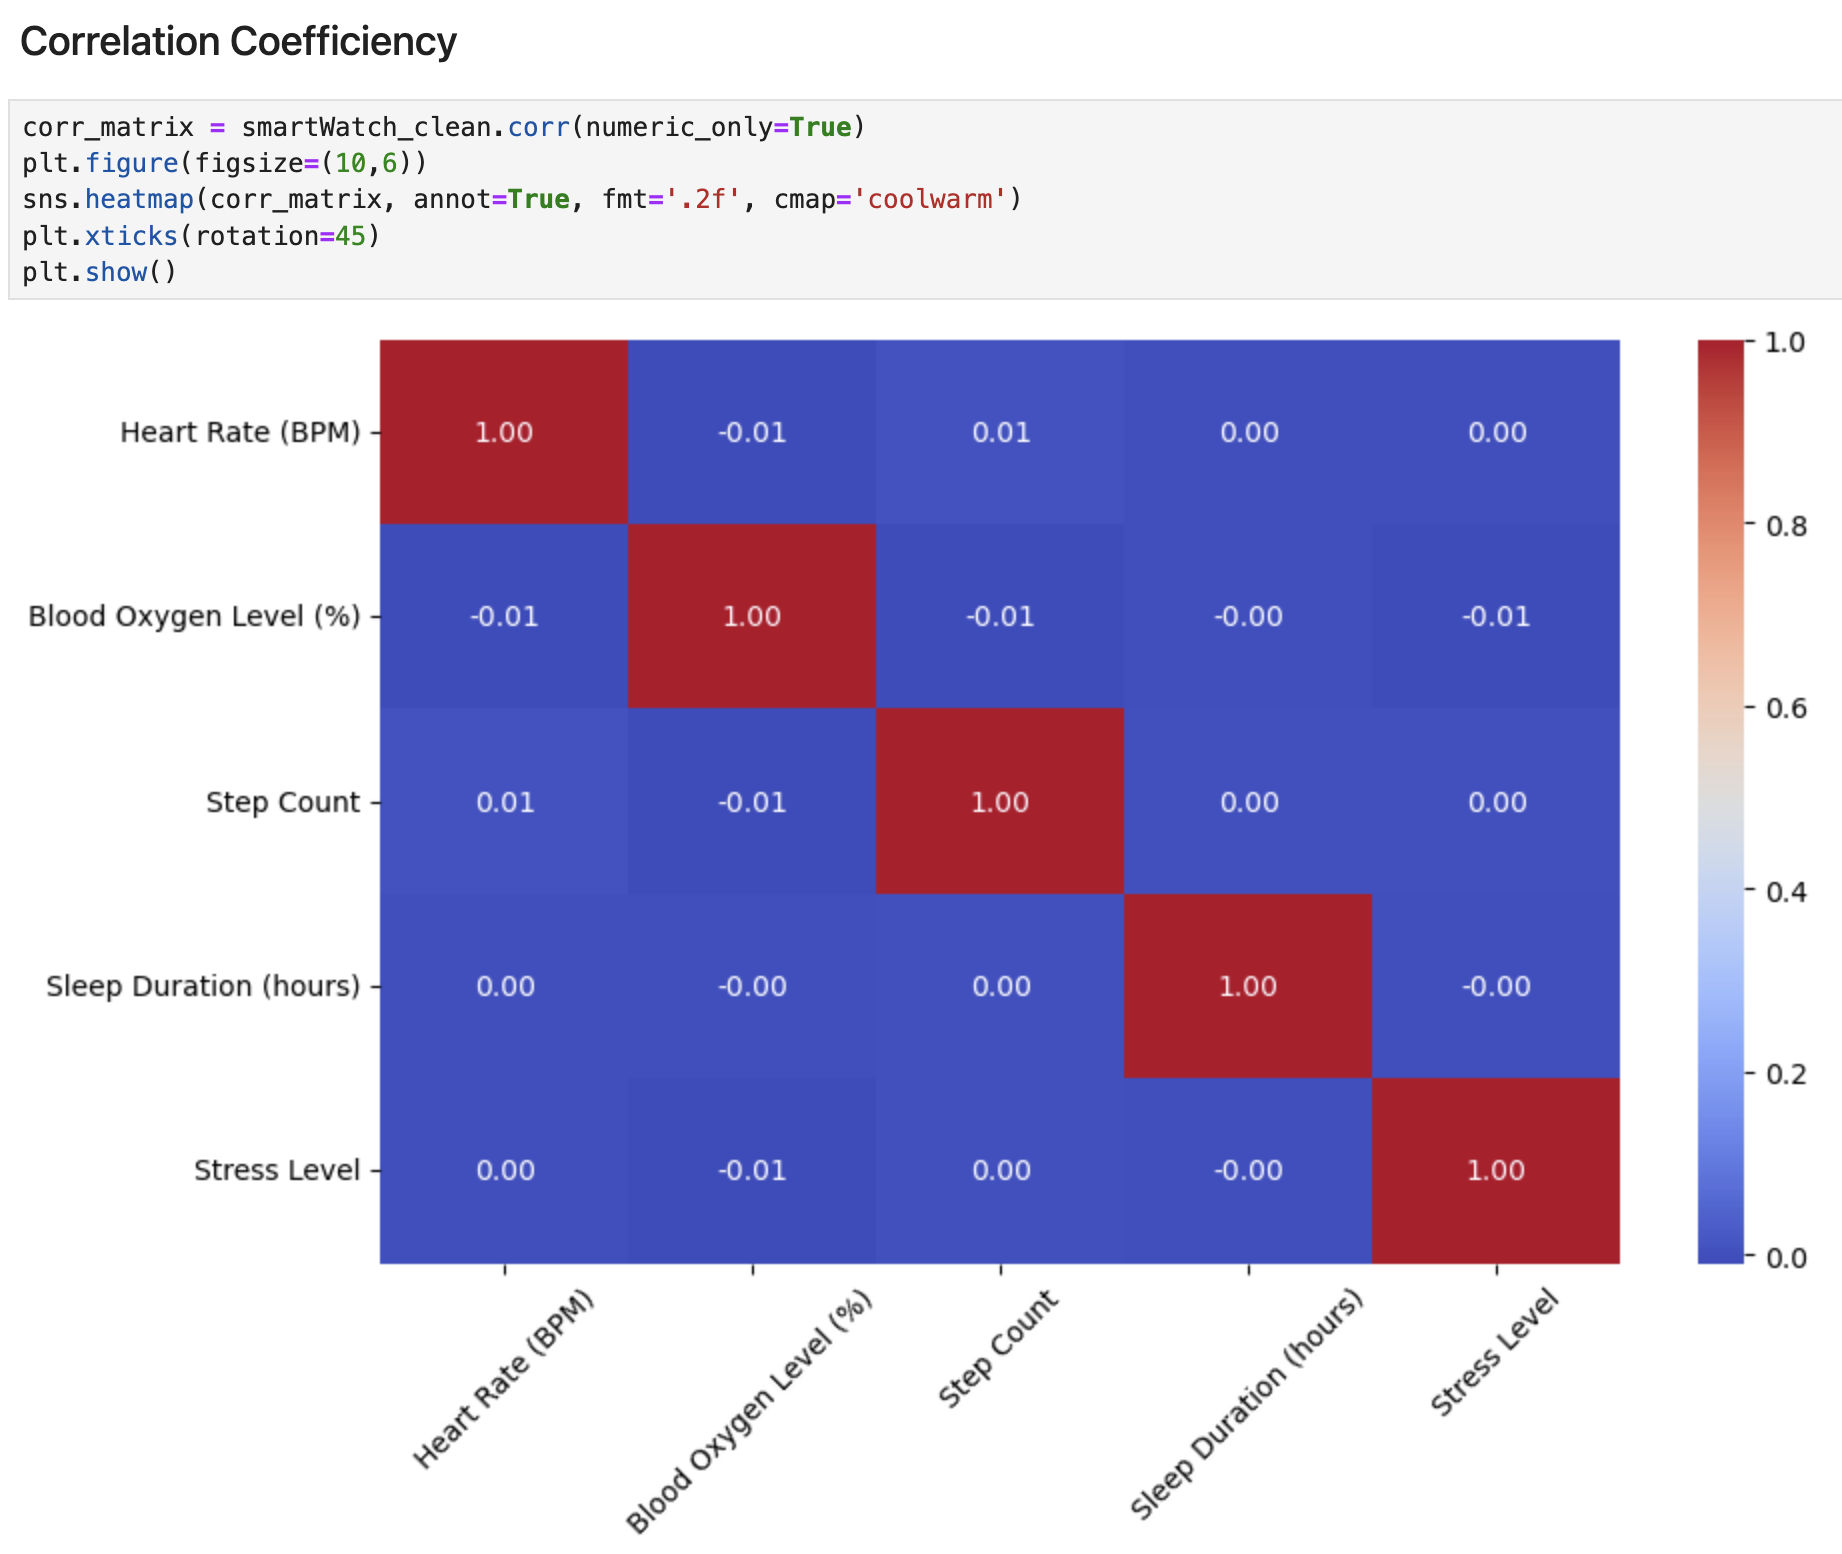 Correlation Coefficiency
corr_matrix = smartWatch_clean.corr(numeric_only=True)
plt.figure(figsize=(10,6))
sns.heatmap(corr_matrix, annot=True, fmt='.2f', cmap='coolwarm')
plt.xticks(rotation=45)
plt.show()
Heart Rate (BPM) 1.00 -0.01 0.01 0.00 0.00
Blood Oxygen Level (%) -0.01 1.00 -0.01 -0.00 -0.01
Step Count 0.01 -0.01 1.00 0.00 0.00
Sleep Duration (hours) 0.00 -0.00 0.00 1.00 -0.00
Stress Level 0.00 -0.01 0.00 -0.00 1.00
Heart Rate (BPM)
Blood Oxygen Level (%)
Step Count
Sleep Duration (hours)
Stress Level
1.0
0.8
0.6
0.4
0.2
0.0